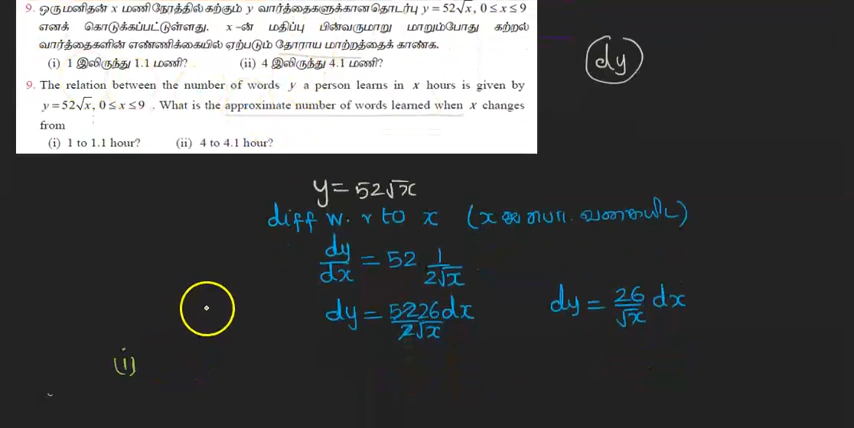 9. ஒரு மனிதன் x மணி நேரத்தில் கற்கும் y வார்த்தைகளுக்கான தொடர்பு y = 52√x, 0 ≤ x ≤ 9
எனக் கொடுக்கப்பட்டுள்ளது. x -ன் மதிப்பு பின்வருமாறு மாறும்போது கற்றல்
வார்த்தைகளின் எண்ணிக்கையில் ஏற்படும் தோராய மாற்றத்தைக் காண்க.
(i) 1 இலிருந்து 1.1 மணி? (ii) 4 இலிருந்து 4.1 மணி?
dy
9. The relation between the number of words y a person learns in x hours is given by
y = 52√x, 0 ≤ x ≤ 9 . What is the approximate number of words learned when x changes
from
(i) 1 to 1.1 hour? (ii) 4 to 4.1 hour?
y = 52√x
diff w. r to x (x ஐ பொ. வகையிட)
dy/dx = 52 1/2√x
dy = 52 26/2√x dx dy = 26/√x dx
(i)